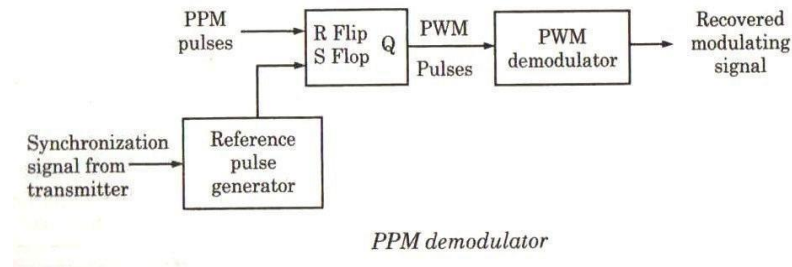 PPM
pulses
R Flip
S Flop
Q
PWM
Pulses
PWM
demodulator
Recovered
modulating
signal
Synchronization
signal from
transmitter
Reference
pulse
generator
PPM demodulator